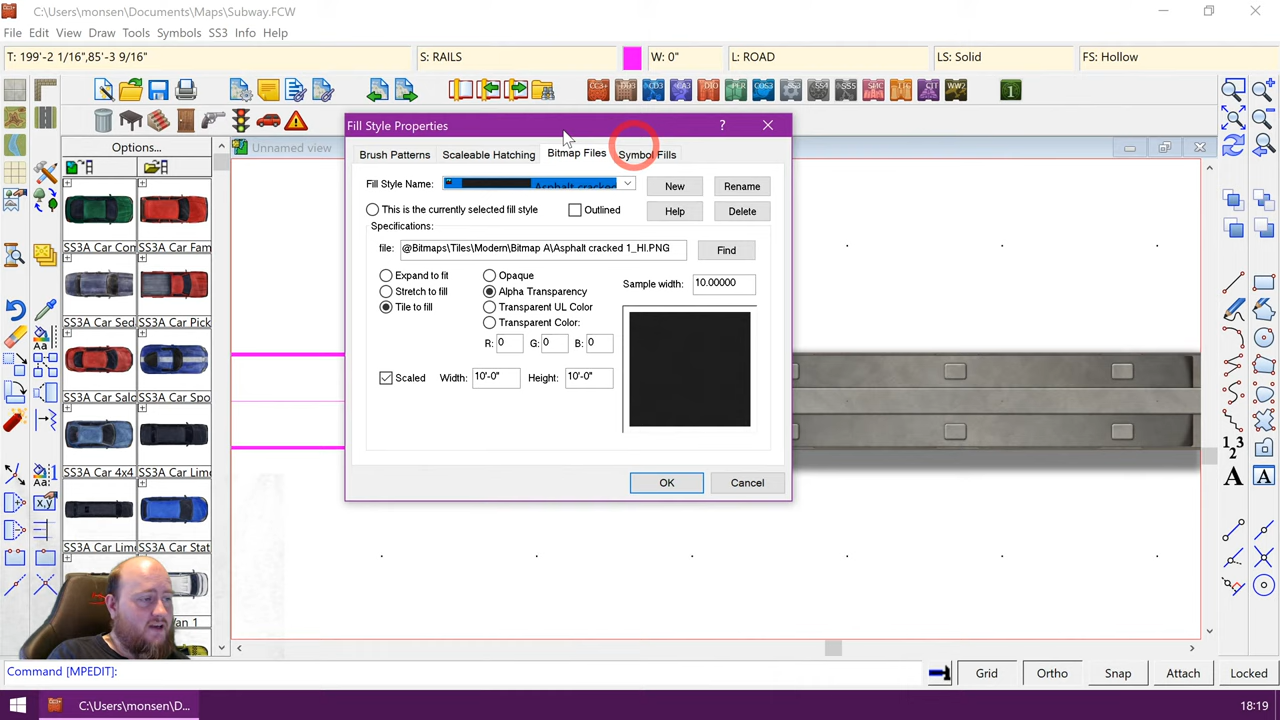 C:\Users\monsen\Documents\Maps\Subway.FCW
File Edit View Draw Tools Symbols SS3 Info Help
T: 199'-2 1/16",85'-3 9/16" S: RAILS W: 0" L: ROAD LS: Solid FS: Hollow
Options...
Unnamed view
Fill Style Properties
Brush Patterns Scaleable Hatching Bitmap Files Symbol Fills
Fill Style Name: Asphalt cracked New Rename
This is the currently selected fill style Outlined Help Delete
Specifications:
file: @Bitmaps\Tiles\Modern\Bitmap A\Asphalt cracked 1_HI.PNG Find
Expand to fit Opaque
Stretch to fill Alpha Transparency Sample width: 10.00000
Tile to fill Transparent UL Color
Transparent Color:
R: 0 G: 0 B: 0
Scaled Width: 10'-0" Height: 10'-0"
OK Cancel
SS3A Car Com SS3A Car Fam
SS3A Car Sed SS3A Car Pick
SS3A Car Salo SS3A Car Spo
SS3A Car 4x4 SS3A Car Lim
SS3A Car Lim SS3A Car Stat
Command [MPEDIT]:
Grid Ortho Snap Attach Locked
C:\Users\monsen\D...
18:19